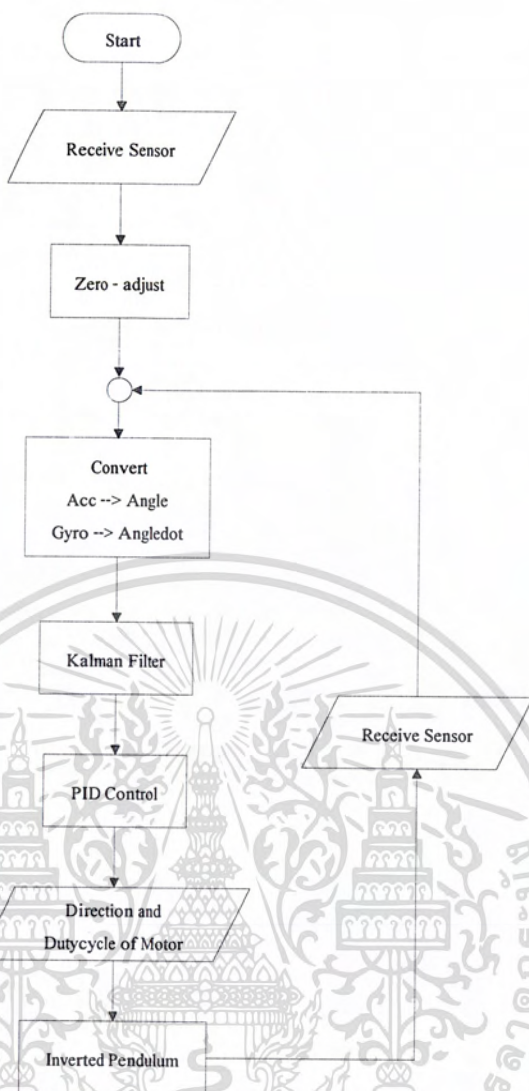 Start
Receive Sensor
Zero - adjust
Convert
Acc --> Angle
Gyro --> Angledot
Kalman Filter
PID Control
Receive Sensor
Direction and
Dutycycle of Motor
Inverted Pendulum